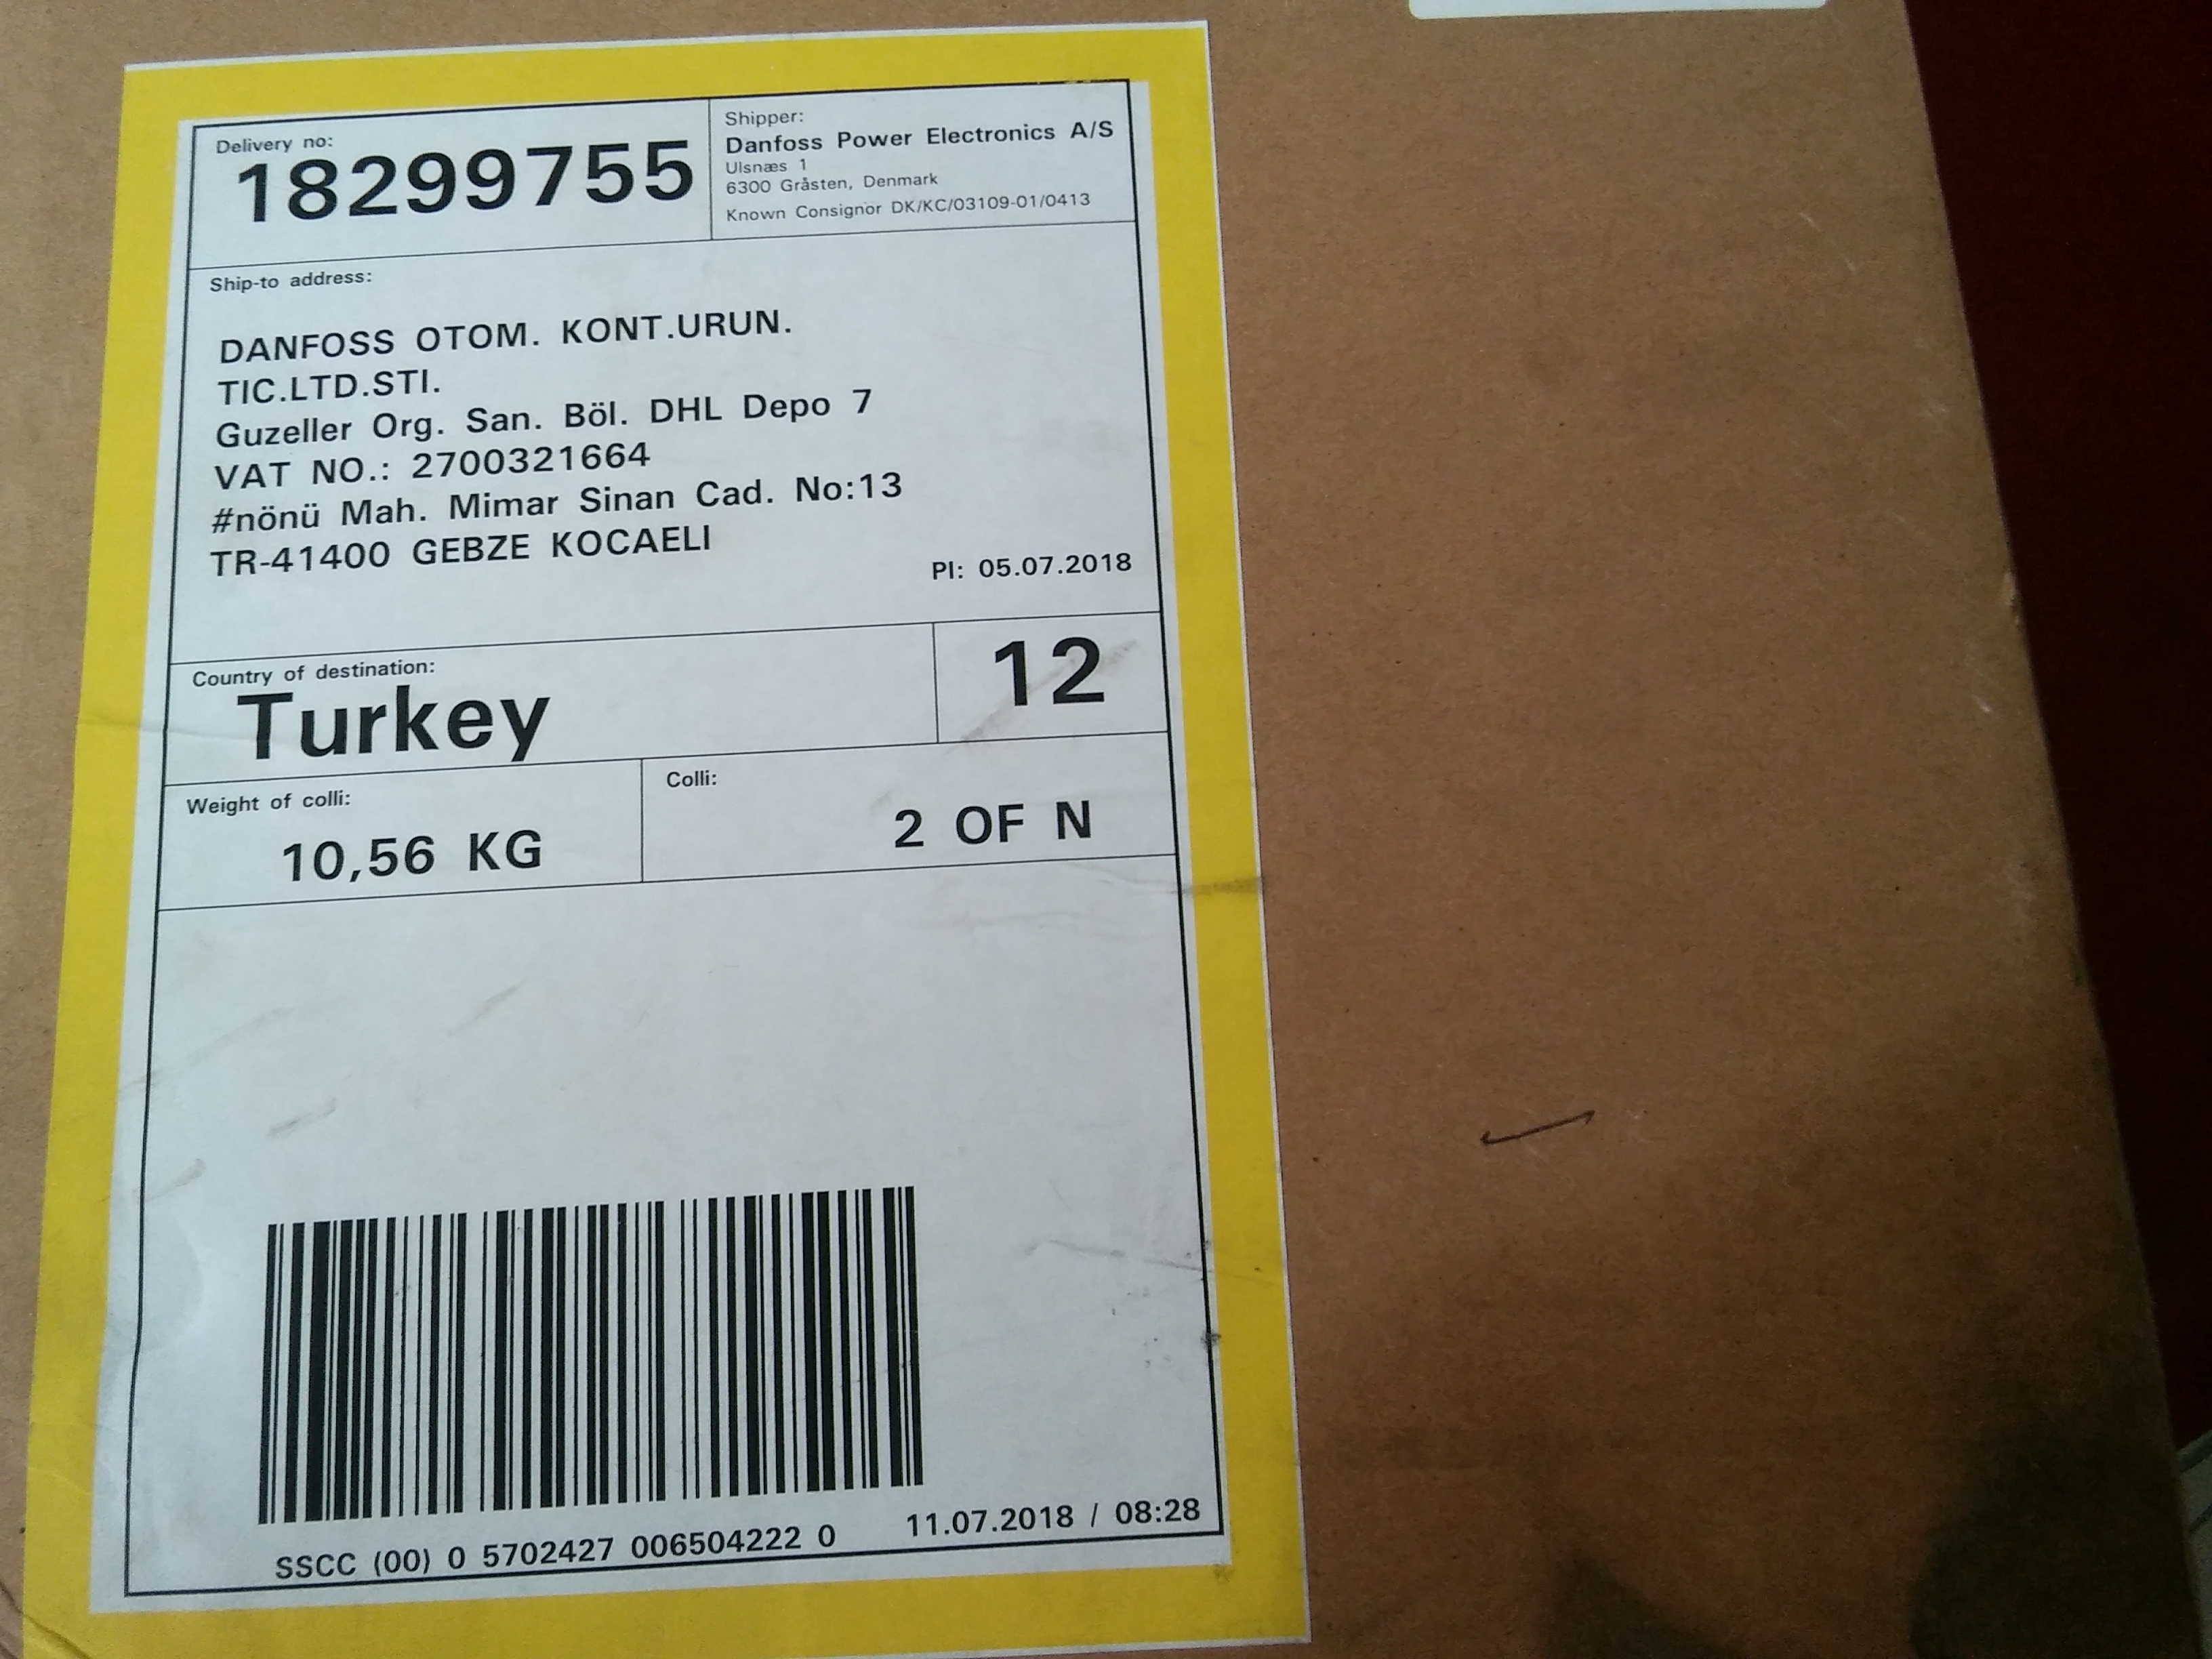 Delivery no:
18299755
Shipper:
Danfoss Power Electronics A/S
Ulsnæs 1
6300 Gråsten, Denmark
Known Consignor DK/KC/03109-01/0413
Ship-to address:
DANFOSS OTOM. KONT.URUN.
TIC.LTD.STI.
Guzeller Org. San. Böl. DHL Depo 7
VAT NO.: 2700321664
#nönü Mah. Mimar Sinan Cad. No:13
TR-41400 GEBZE KOCAELI
PI: 05.07.2018
Country of destination:
Turkey
12
Weight of colli:
10,56 KG
Colli:
2 OF N
SSCC (00) 0 5702427 006504222 0
11.07.2018 / 08:28